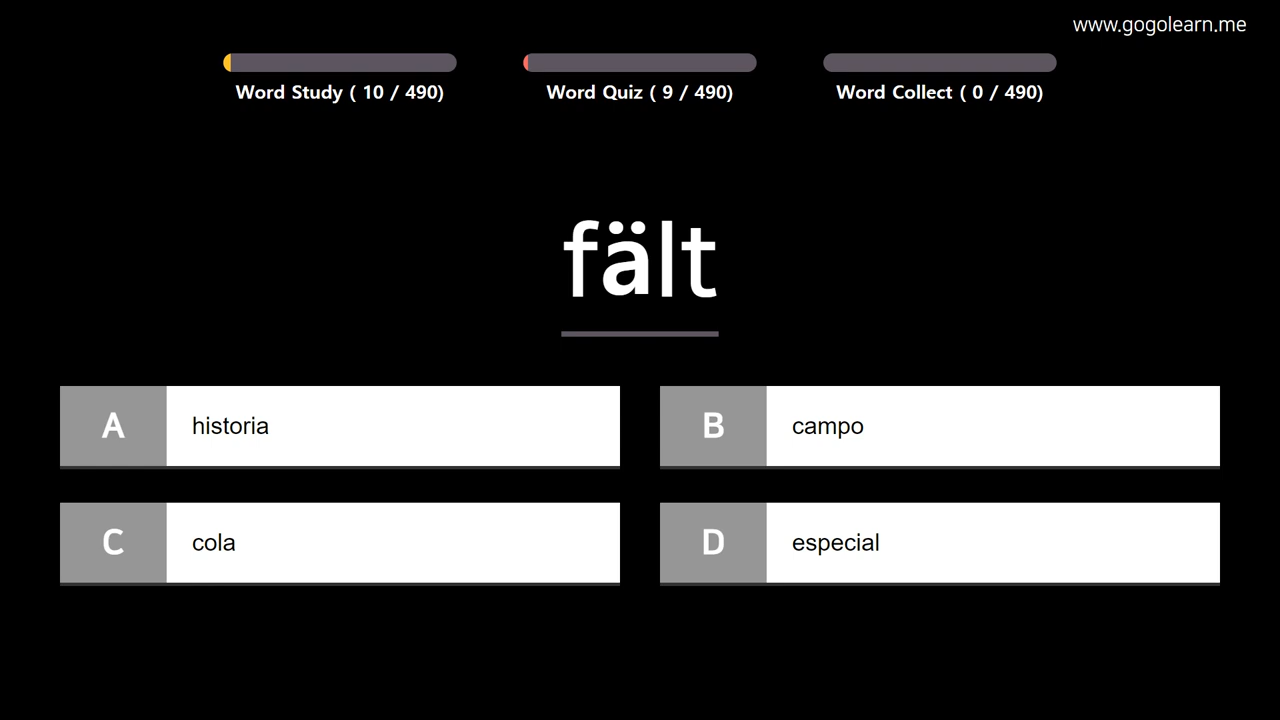 www.gogolearn.me
Word Study ( 10 / 490)
Word Quiz ( 9 / 490)
Word Collect ( 0 / 490)
fält
A historia
B campo
C cola
D especial